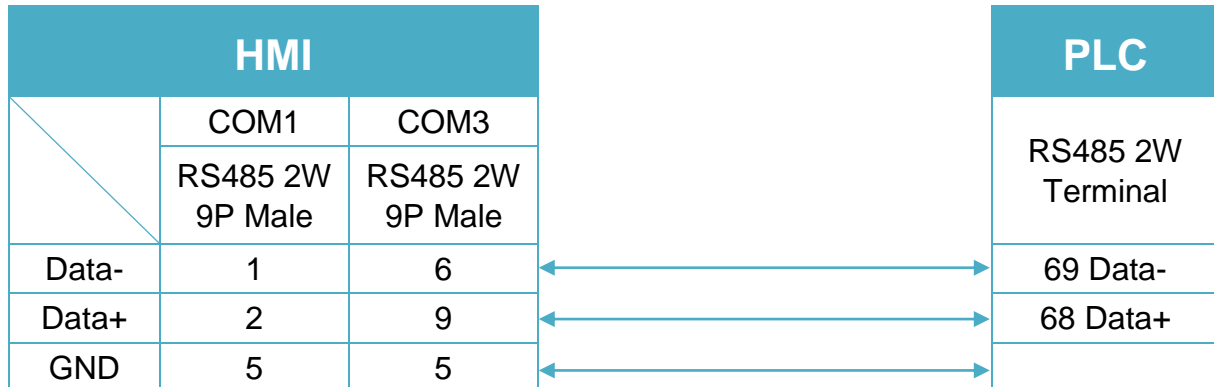 HMI
PLC
COM1 COM3
RS485 2W
9P Male
RS485 2W
9P Male
RS485 2W
Terminal
Data- 1 6 69 Data-
Data+ 2 9 68 Data+
GND 5 5